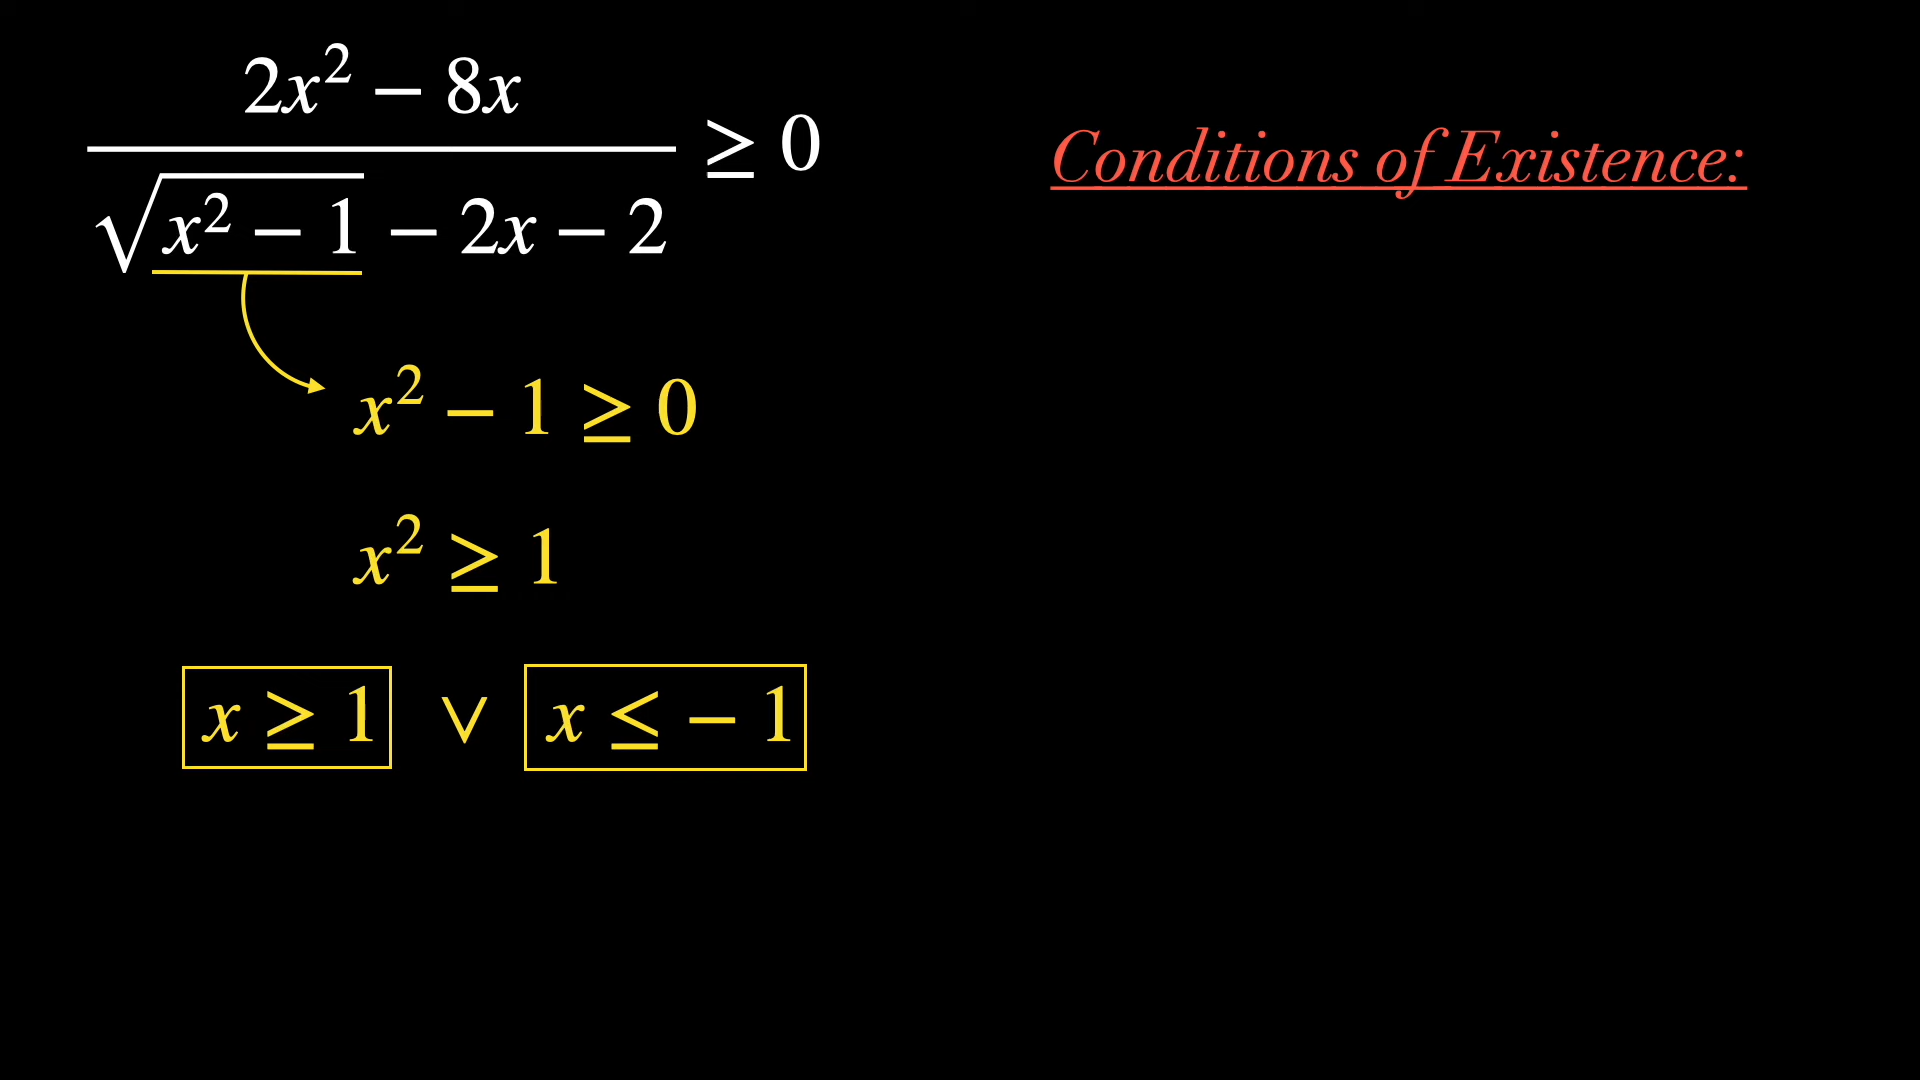 2x² − 8x
√x² − 1 − 2x − 2
≥ 0
Conditions of Existence:
x² − 1 ≥ 0
x² ≥ 1
x ≥ 1 ∨ x ≤ − 1